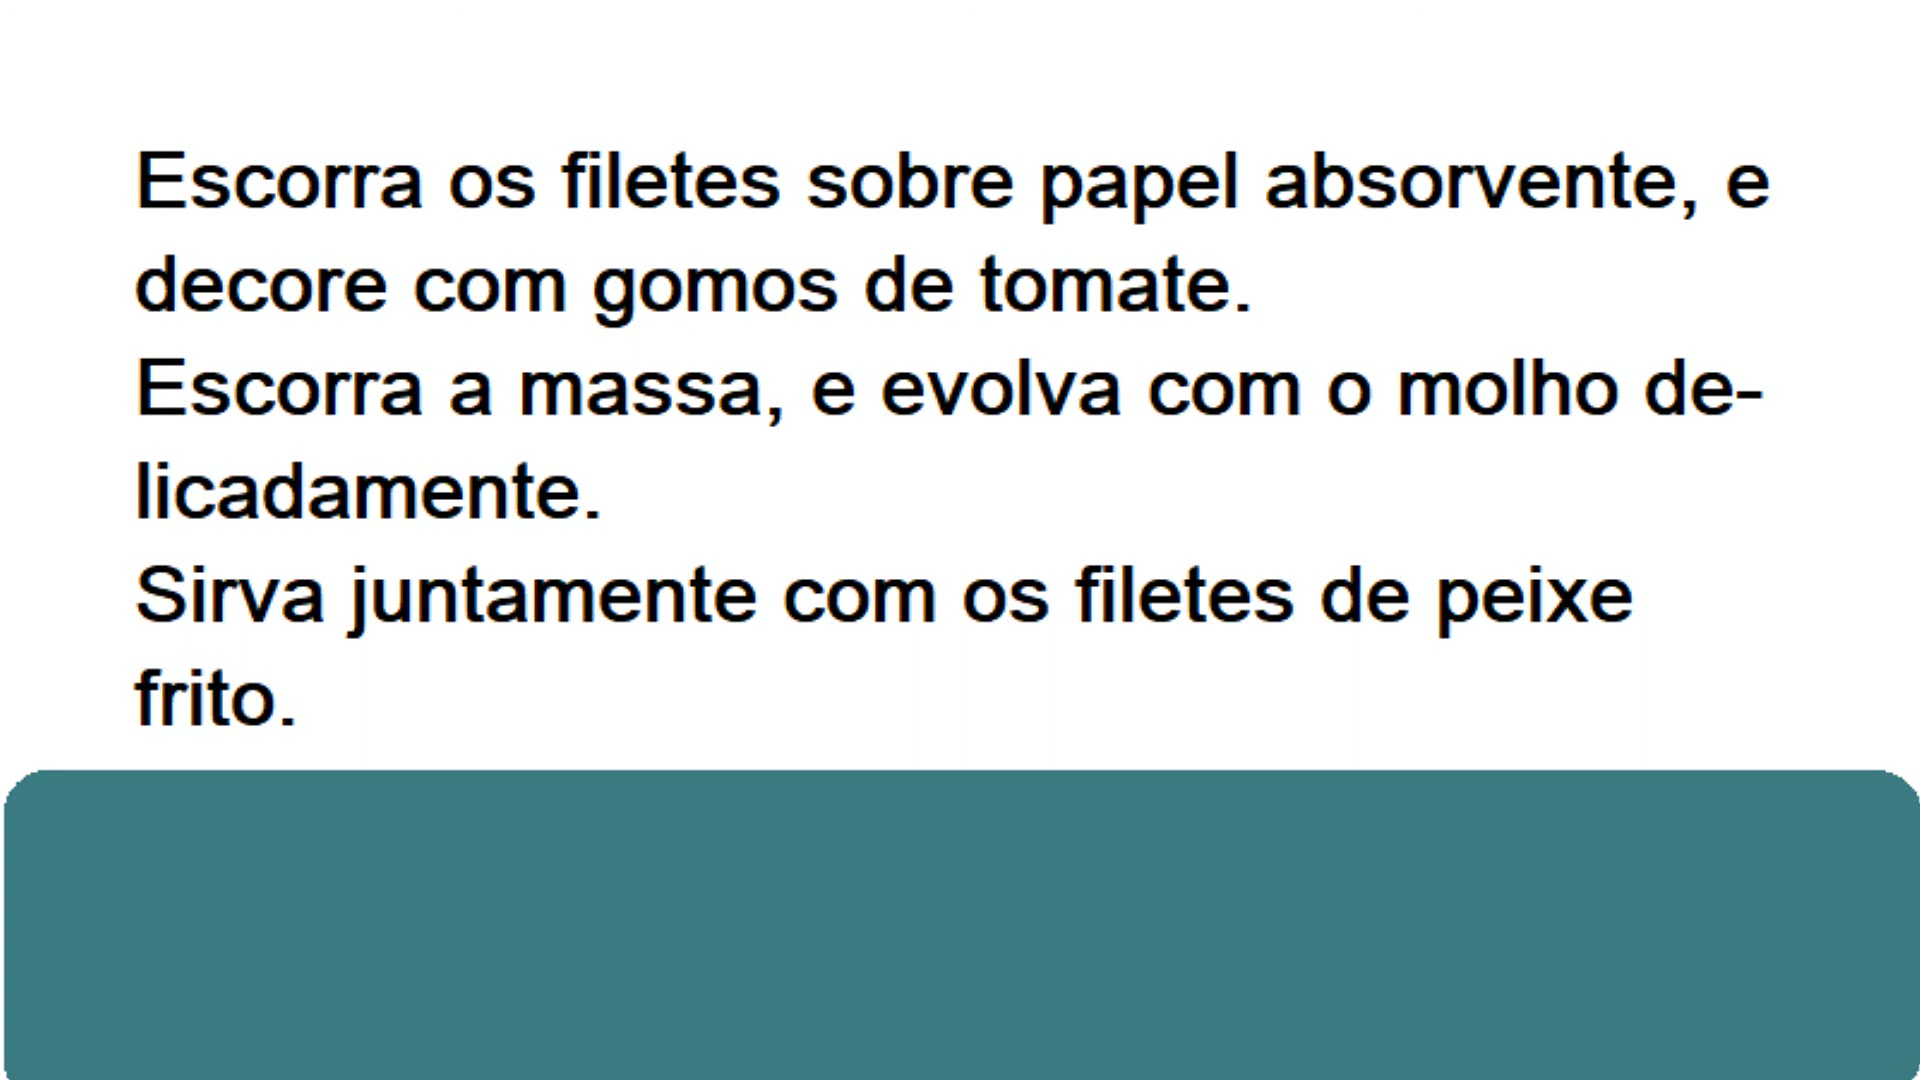 Escorra os filetes sobre papel absorvente, e
decore com gomos de tomate.
Escorra a massa, e evolva com o molho de-
licadamente.
Sirva juntamente com os filetes de peixe
frito.